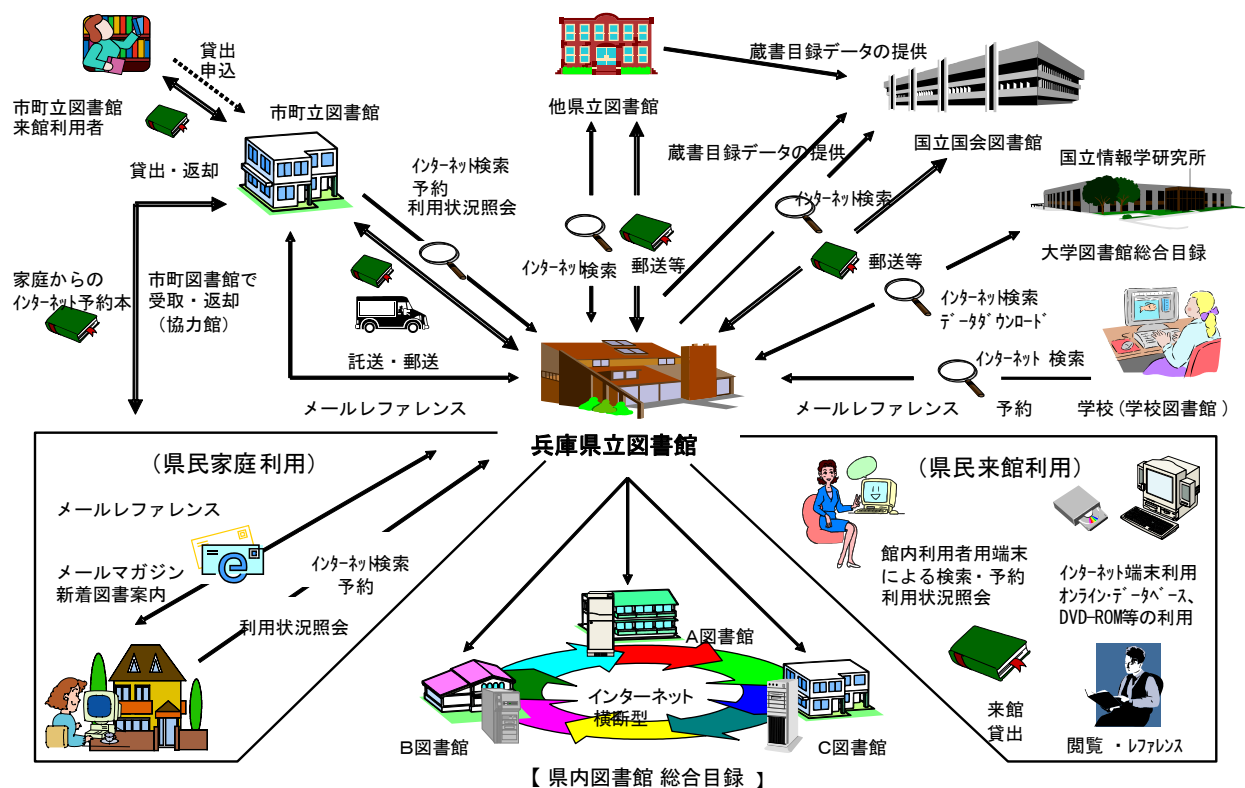 貸出
申込
市町立図書館
来館利用者
市町立図書館
貸出・返却
インターネット検索
予約
利用状況照会
他県立図書館
蔵書目録データの提供
蔵書目録データの提供
国立国会図書館
国立情報学研究所
大学図書館総合目録
インターネット検索
郵送等
インターネット検索
郵送等
インターネット検索
データダウンロード
家庭からの
インターネット予約本
市町図書館で
受取・返却
(協力館)
託送・郵送
メールレファレンス
インターネット 検索
メールレファレンス
予約
学校(学校図書館)
兵庫県立図書館
(県民家庭利用)
メールレファレンス
e
メールマガジン
新着図書案内
インターネット検索
予約
利用状況照会
A図書館
B図書館
C図書館
インターネット
横断型
【 県内図書館 総合目録 】
(県民来館利用)
館内利用者用端末
による検索・予約
利用状況照会
インターネット端末利用
オンライン・データベース、
DVD-ROM等の利用
来館
貸出
閲覧 ・レファレンス